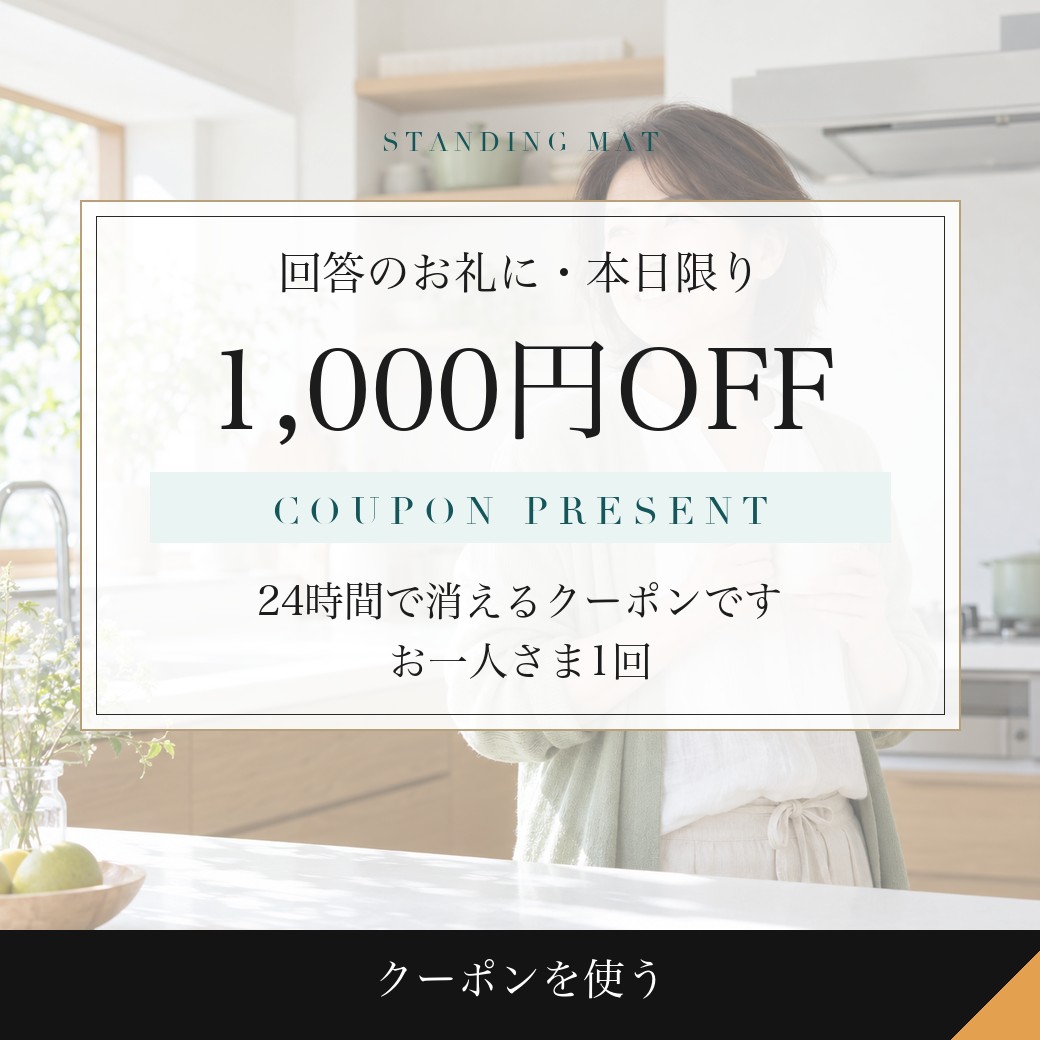 STANDING MAT
回答のお礼に・本日限り
1,000円OFF
COUPON PRESENT
24時間で消えるクーポンです
お一人さま1回
クーポンを使う